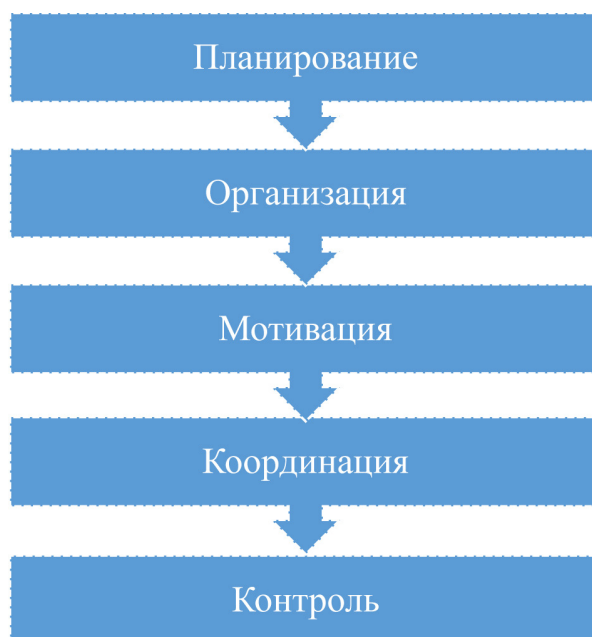 Планирование
Организация
Мотивация
Координация
Контроль